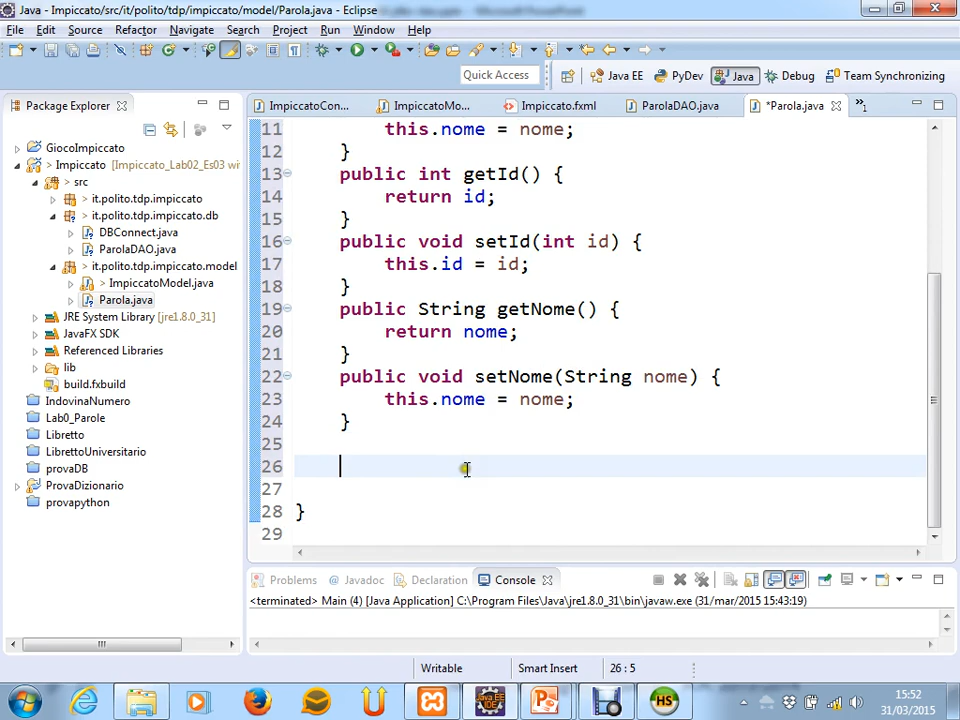 Java - Impiccato/src/it/polito/tdp/impiccato/model/Parola.java - Eclipse
File Edit Source Refactor Navigate Search Project Run Window Help
Quick Access Java EE PyDev Java Debug Team Synchronizing
Package Explorer
GiocoImpiccato
> Impiccato [Impiccato_Lab02_Es03 wi
> src
> it.polito.tdp.impiccato
> it.polito.tdp.impiccato.db
DBConnect.java
ParolaDAO.java
> it.polito.tdp.impiccato.model
> ImpiccatoModel.java
Parola.java
JRE System Library [jre1.8.0_31]
JavaFX SDK
Referenced Libraries
lib
build.fxbuild
IndovinaNumero
Lab0_Parole
Libretto
LibrettoUniversitario
provaDB
ProvaDizionario
provapython
ImpiccatoCon... ImpiccatoMo... Impiccato.fxml ParolaDAO.java *Parola.java »1
11 this.nome = nome;
12 }
13 public int getId() {
14 return id;
15 }
16 public void setId(int id) {
17 this.id = id;
18 }
19 public String getNome() {
20 return nome;
21 }
22 public void setNome(String nome) {
23 this.nome = nome;
24 }
25
26
27
28 }
29
Problems @ Javadoc Declaration Console
<terminated> Main (4) [Java Application] C:\Program Files\Java\jre1.8.0_31\bin\javaw.exe (31/mar/2015 15:43:19)
Writable Smart Insert 26 : 5
15:52
31/03/2015